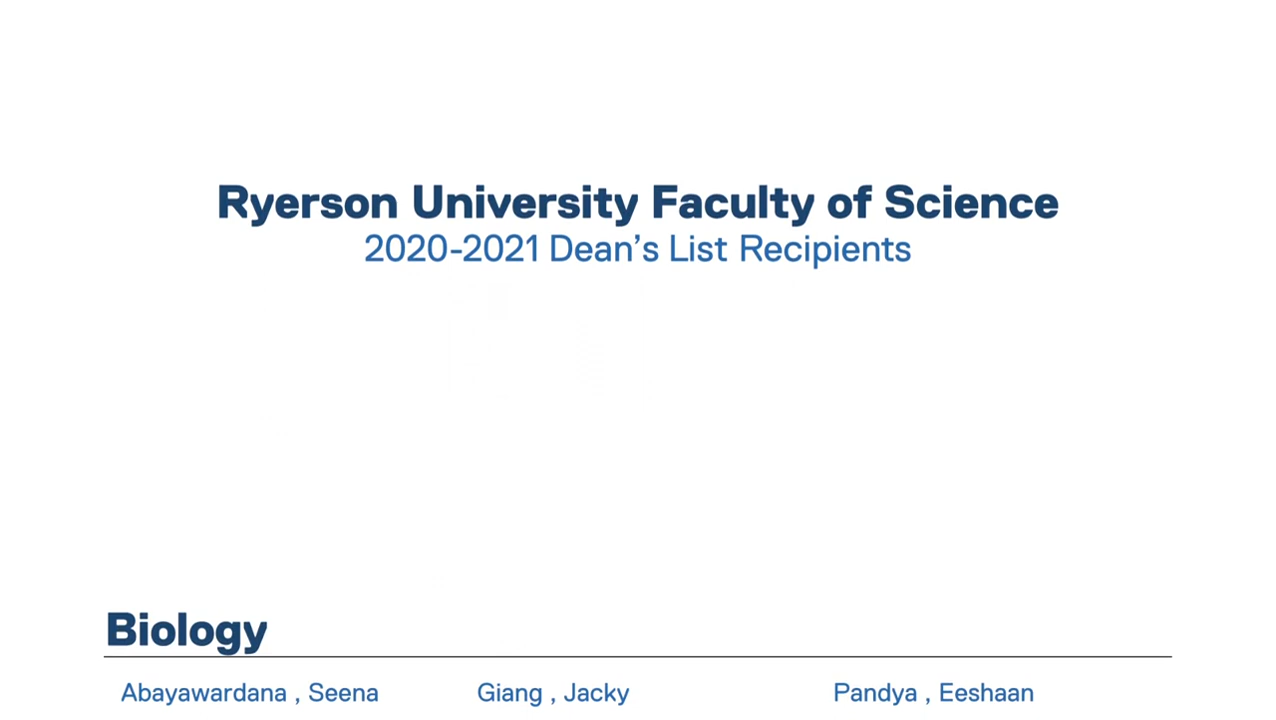 Ryerson University Faculty of Science
2020-2021 Dean’s List Recipients
Biology
Abayawardana , Seena Giang , Jacky Pandya , Eeshaan